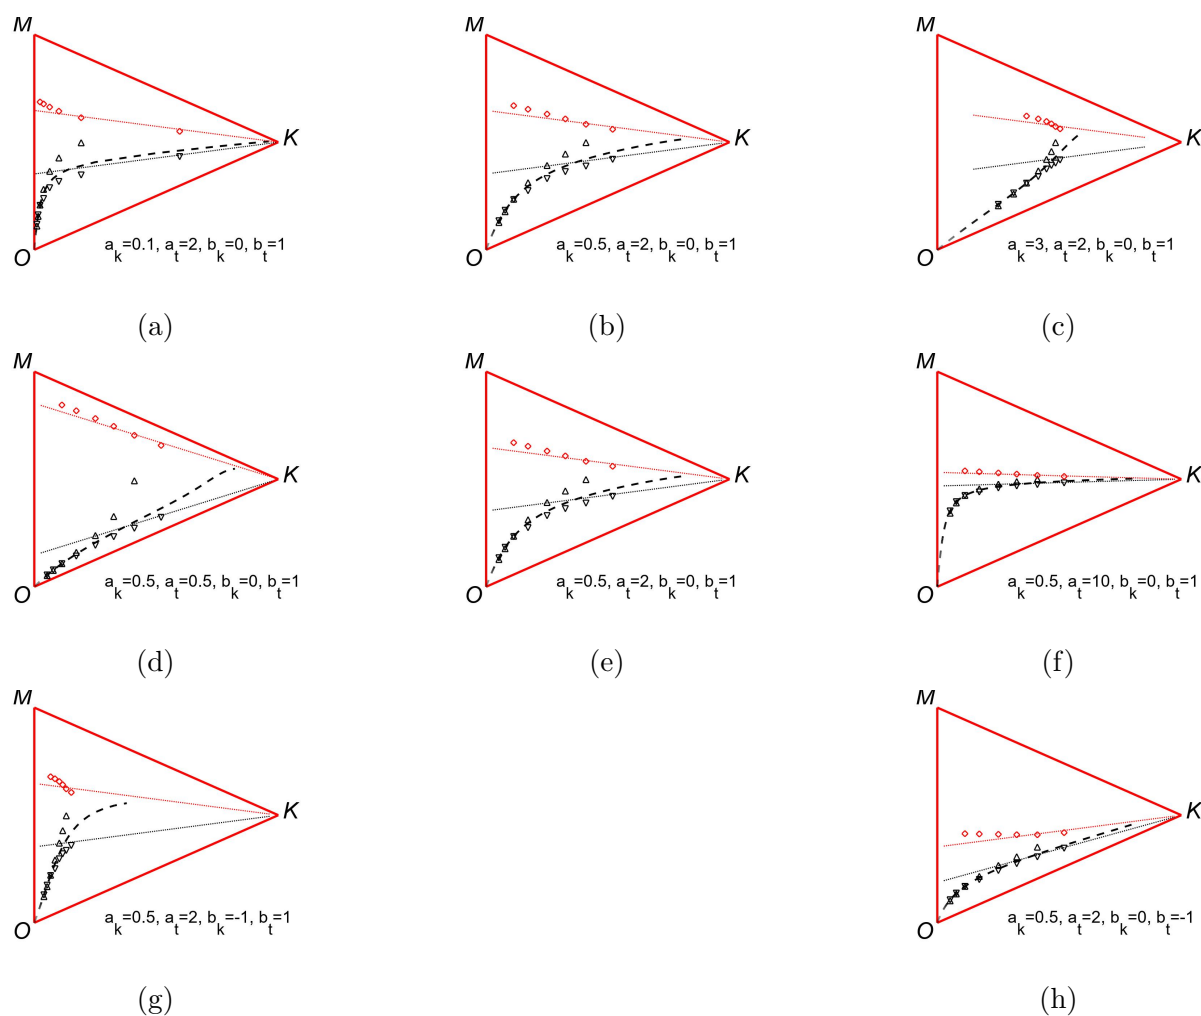 M M M
K K K
O O O
a_k=0.1, a_t=2, b_k=0, b_t=1 a_k=0.5, a_t=2, b_k=0, b_t=1 a_k=3, a_t=2, b_k=0, b_t=1
(a) (b) (c)
M M M
K K K
O O O
a_k=0.5, a_t=0.5, b_k=0, b_t=1 a_k=0.5, a_t=2, b_k=0, b_t=1 a_k=0.5, a_t=10, b_k=0, b_t=1
(d) (e) (f)
M M
K K
O O
a_k=0.5, a_t=2, b_k=-1, b_t=1 a_k=0.5, a_t=2, b_k=0, b_t=-1
(g) (h)